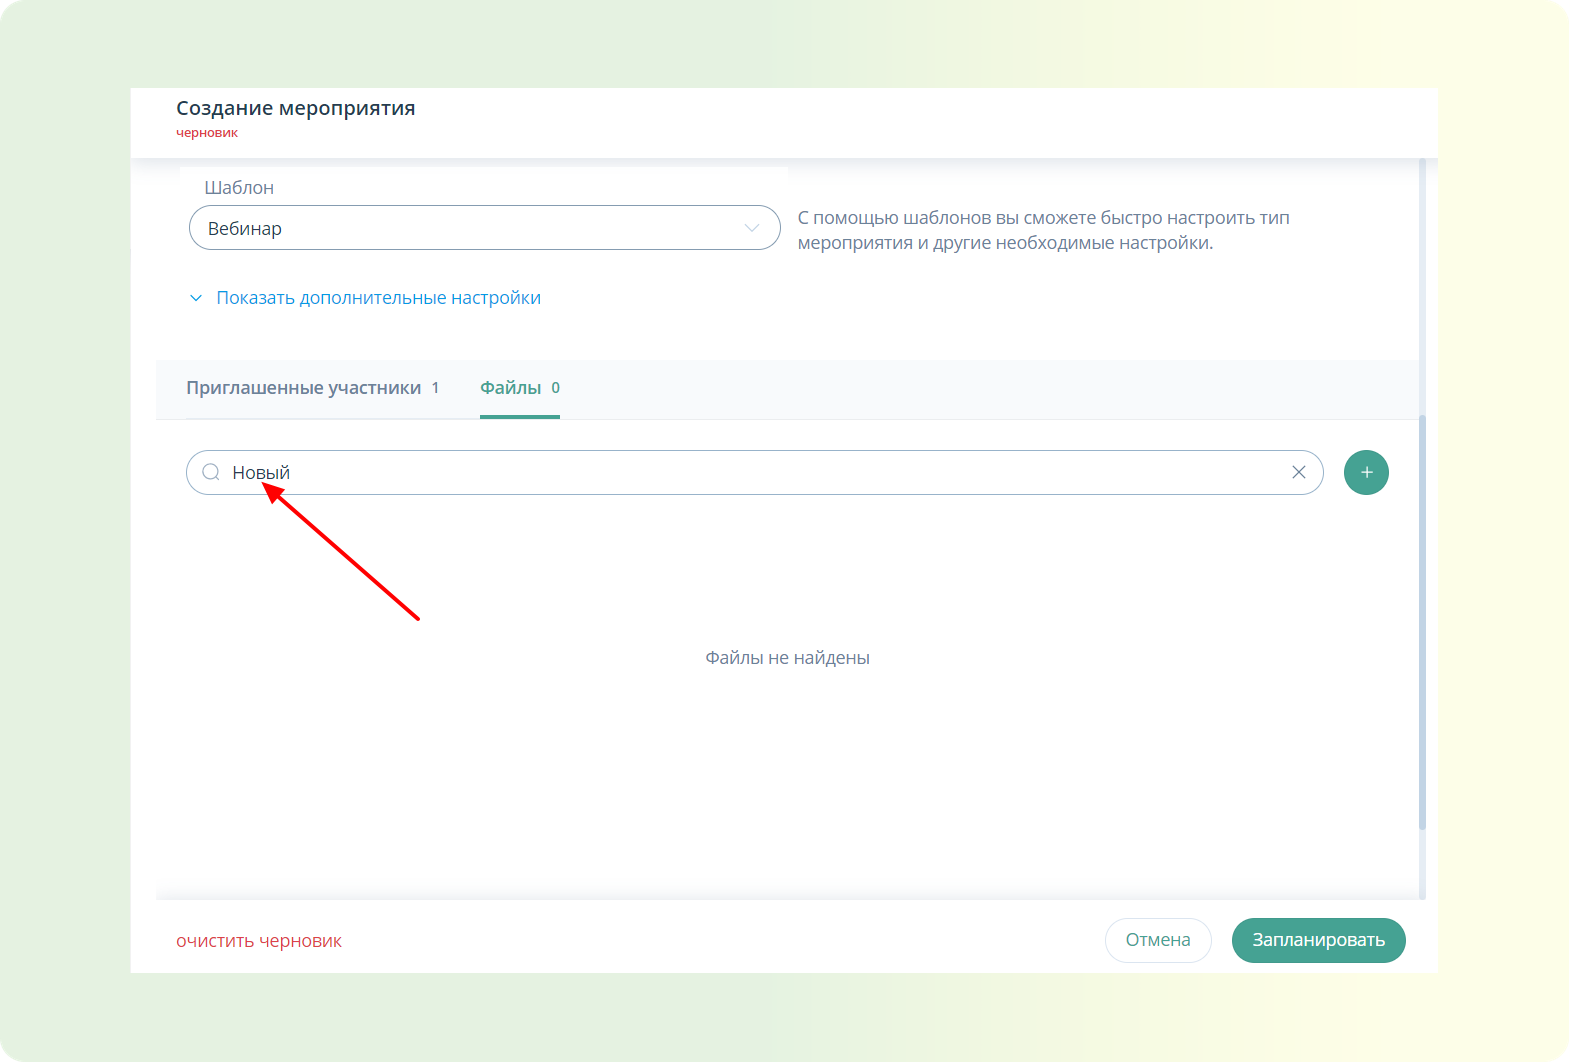 Создание мероприятия
черновик
Шаблон
Вебинар
С помощью шаблонов вы сможете быстро настроить тип
мероприятия и другие необходимые настройки.
Показать дополнительные настройки
Приглашенные участники 1 Файлы 0
Новый
Файлы не найдены
очистить черновик Отмена Запланировать